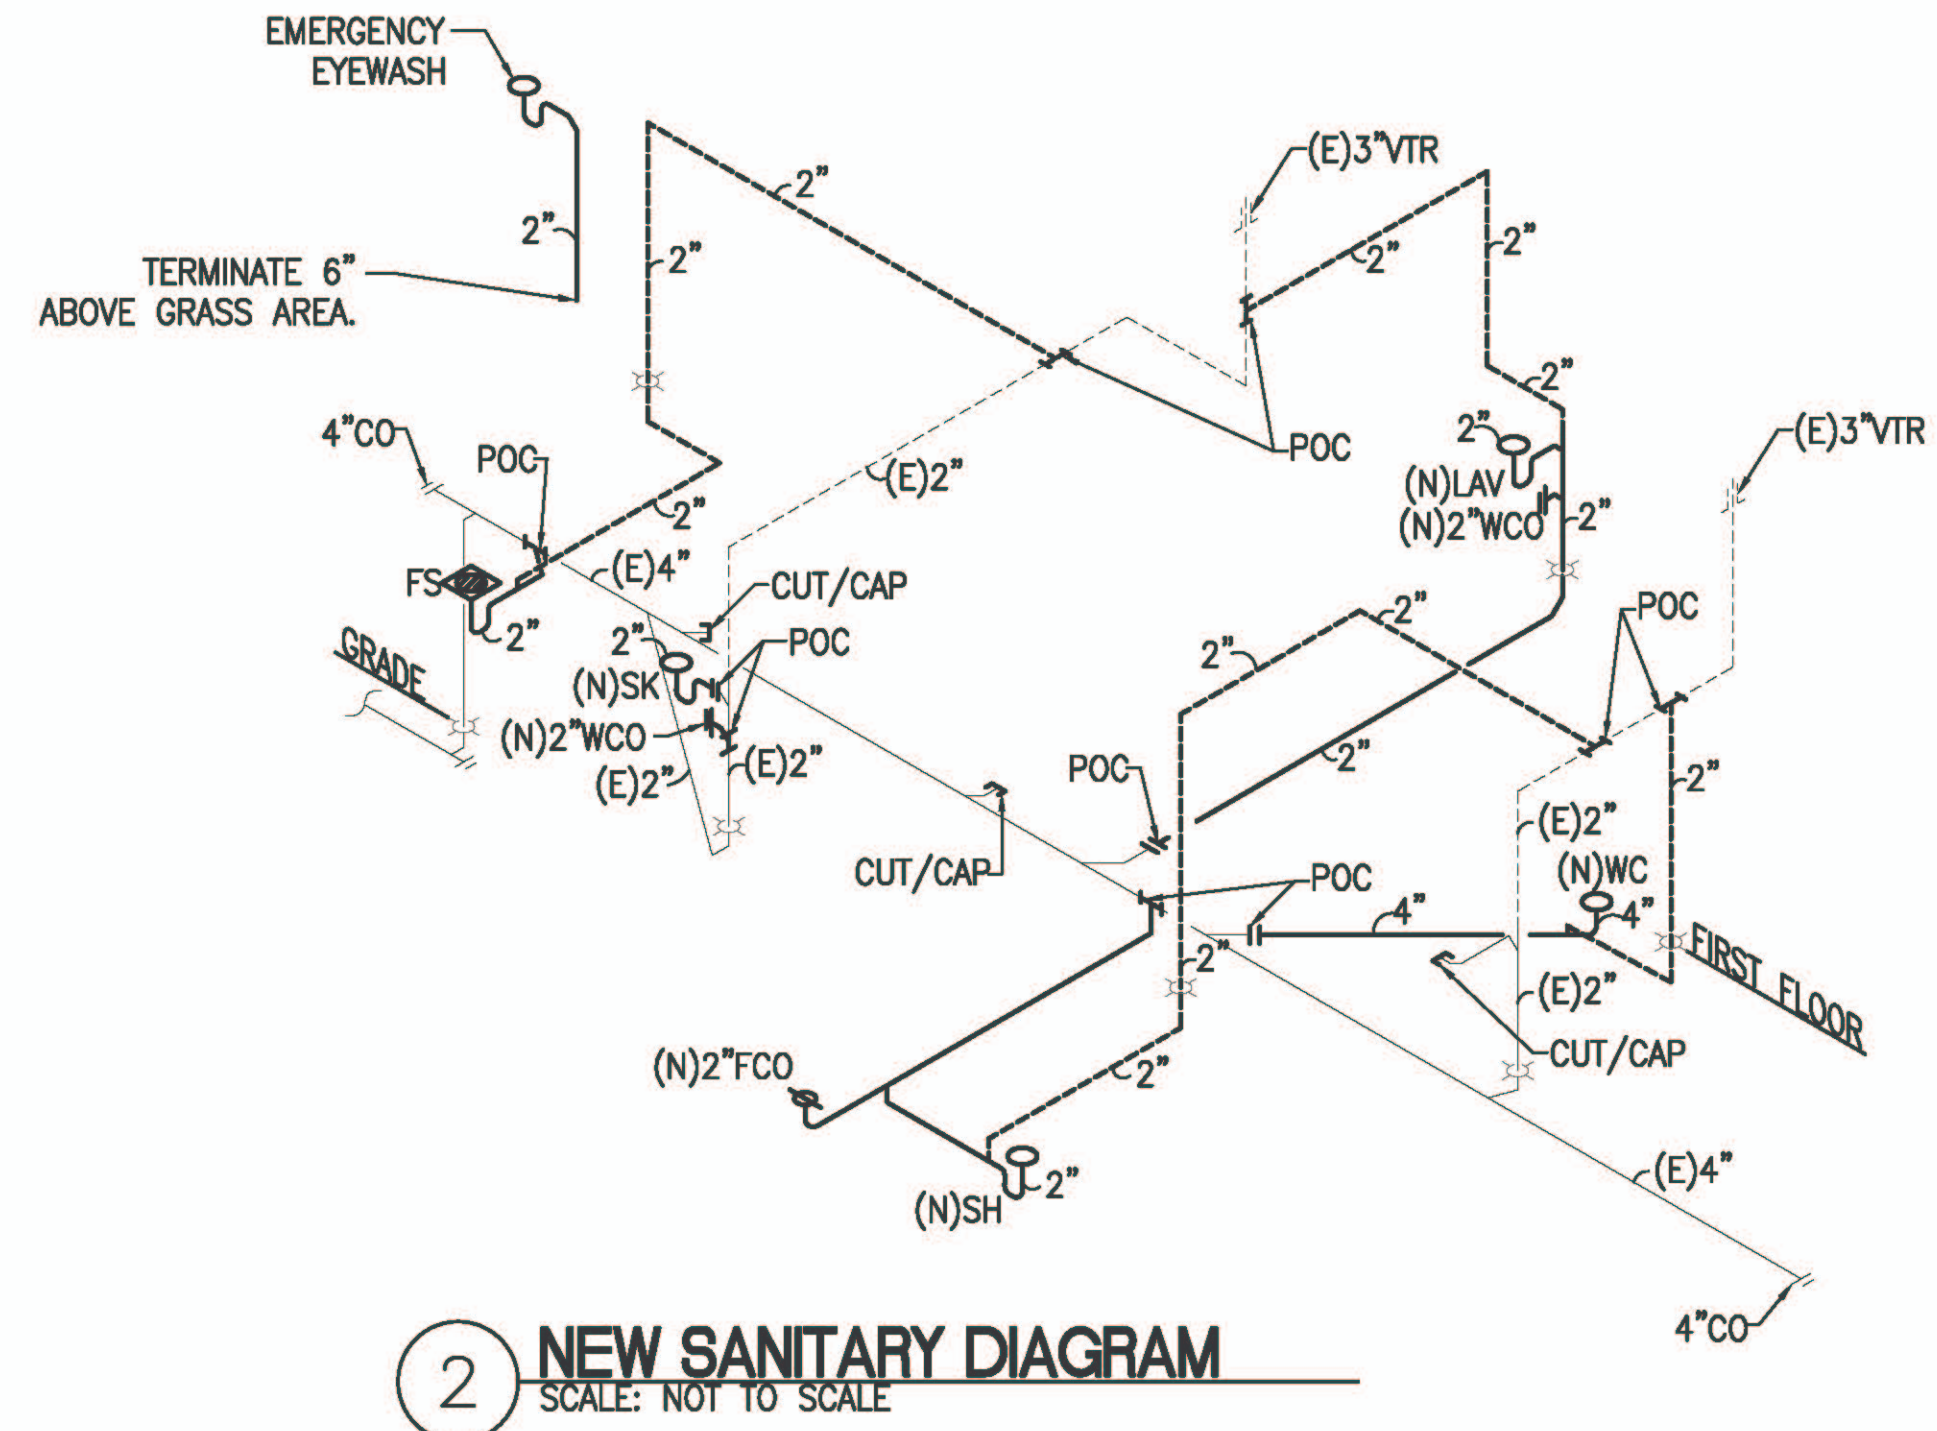 EMERGENCY
EYEWASH
(E)3"VTR
2"
2"
2"
2"
2"
TERMINATE 6"
ABOVE GRASS AREA.
2"
4"CO
POC
POC
2"
(E)3"VTR
(E)2"
(N)LAV
2"
(N)2"WCO
2"
FS
(E)4"
CUT/CAP
2"
2"
POC
2"
POC
2"
GRADE
(N)SK
(N)2"WCO
(E)2"
(E)2"
POC
2"
2"
(E)2"
CUT/CAP
POC
(N)WC
4"
4"
2"
FIRST FLOOR
(E)2"
CUT/CAP
(N)2"FCO
2"
(N)SH
2"
(E)4"
4"CO
2
NEW SANITARY DIAGRAM
SCALE: NOT TO SCALE